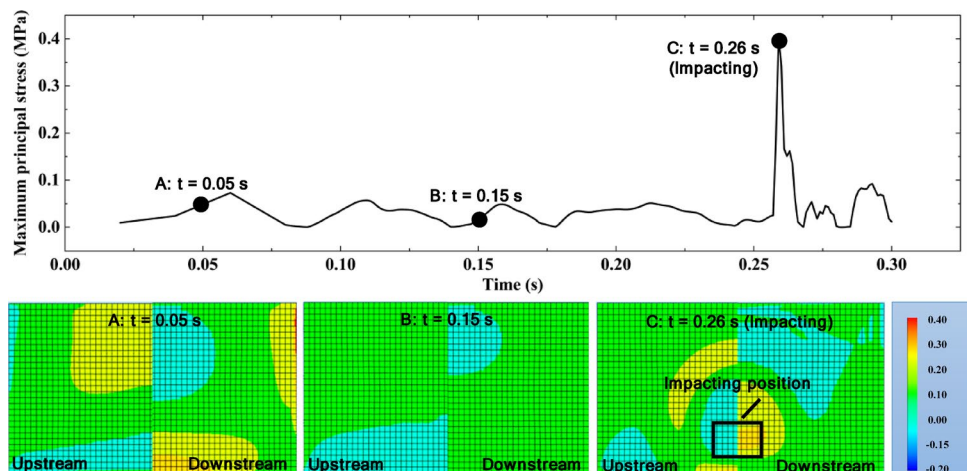 Maximum principal stress (MPa)
0.4
0.3
0.2
0.1
0.0
C: t = 0.26 s
(Impacting)
A: t = 0.05 s
B: t = 0.15 s
0.00
0.05
0.10
0.15
0.20
0.25
0.30
Time (s)
A: t = 0.05 s
Upstream
Downstream
B: t = 0.15 s
Upstream
Downstream
C: t = 0.26 s (Impacting)
Impacting position
Upstream
Downstream
0.40
0.30
0.20
0.10
0.00
-0.15
-0.20